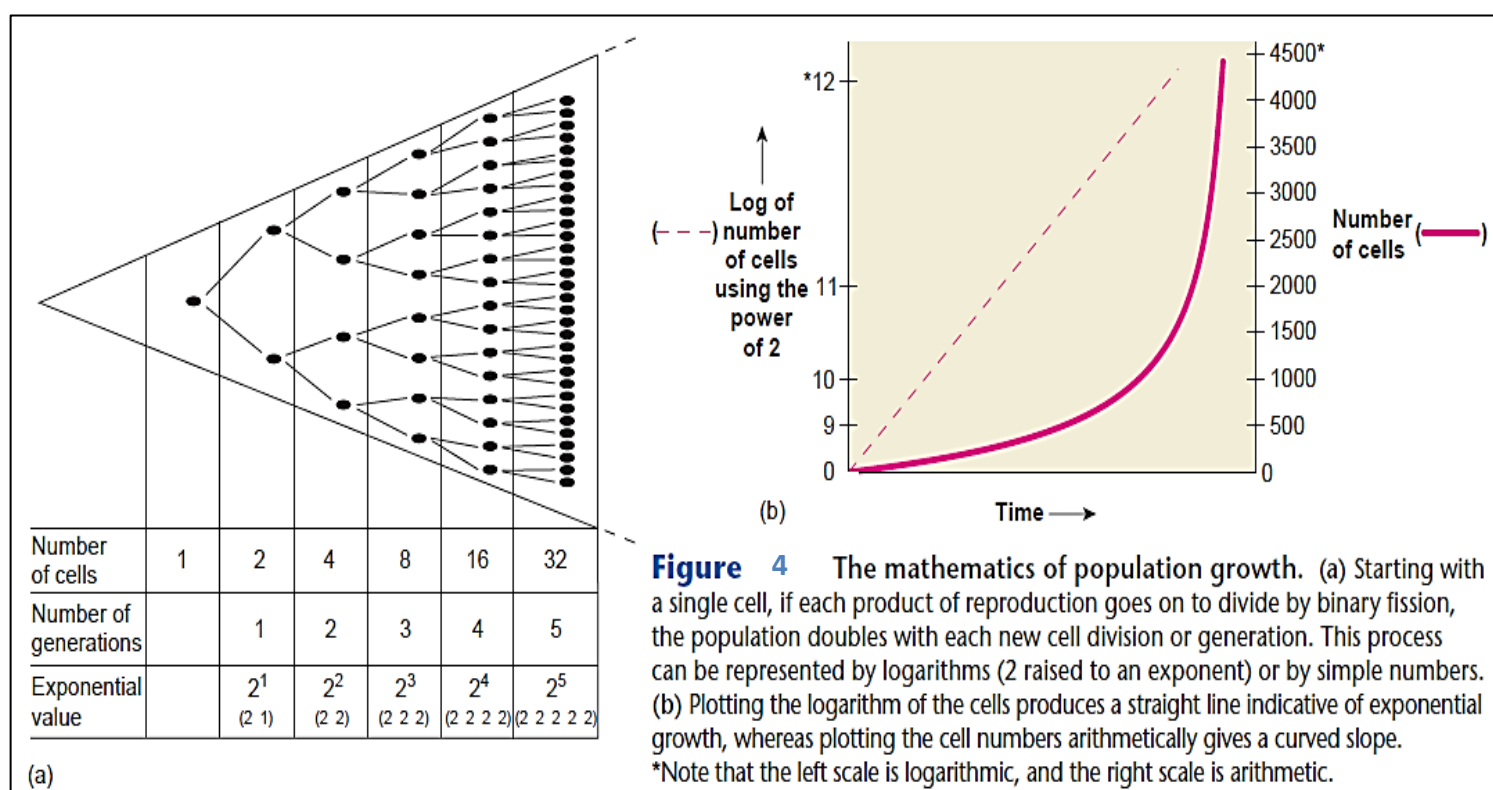 Number of cells 1 2 4 8 16 32
Number of generations 1 2 3 4 5
Exponential value 2¹ 2² 2³ 2⁴ 2⁵
(2 1) (2 2) (2 2 2) (2 2 2 2) (2 2 2 2 2)
(a)
*12
11
10
9
0
(- - -) Log of
number
of cells
using the
power
of 2
4500*
4000
3500
3000
2500
2000
1500
1000
500
0
Number
of cells
( )
(b)
Time
Figure 4 The mathematics of population growth. (a) Starting with
a single cell, if each product of reproduction goes on to divide by binary fission,
the population doubles with each new cell division or generation. This process
can be represented by logarithms (2 raised to an exponent) or by simple numbers.
(b) Plotting the logarithm of the cells produces a straight line indicative of exponential
growth, whereas plotting the cell numbers arithmetically gives a curved slope.
*Note that the left scale is logarithmic, and the right scale is arithmetic.